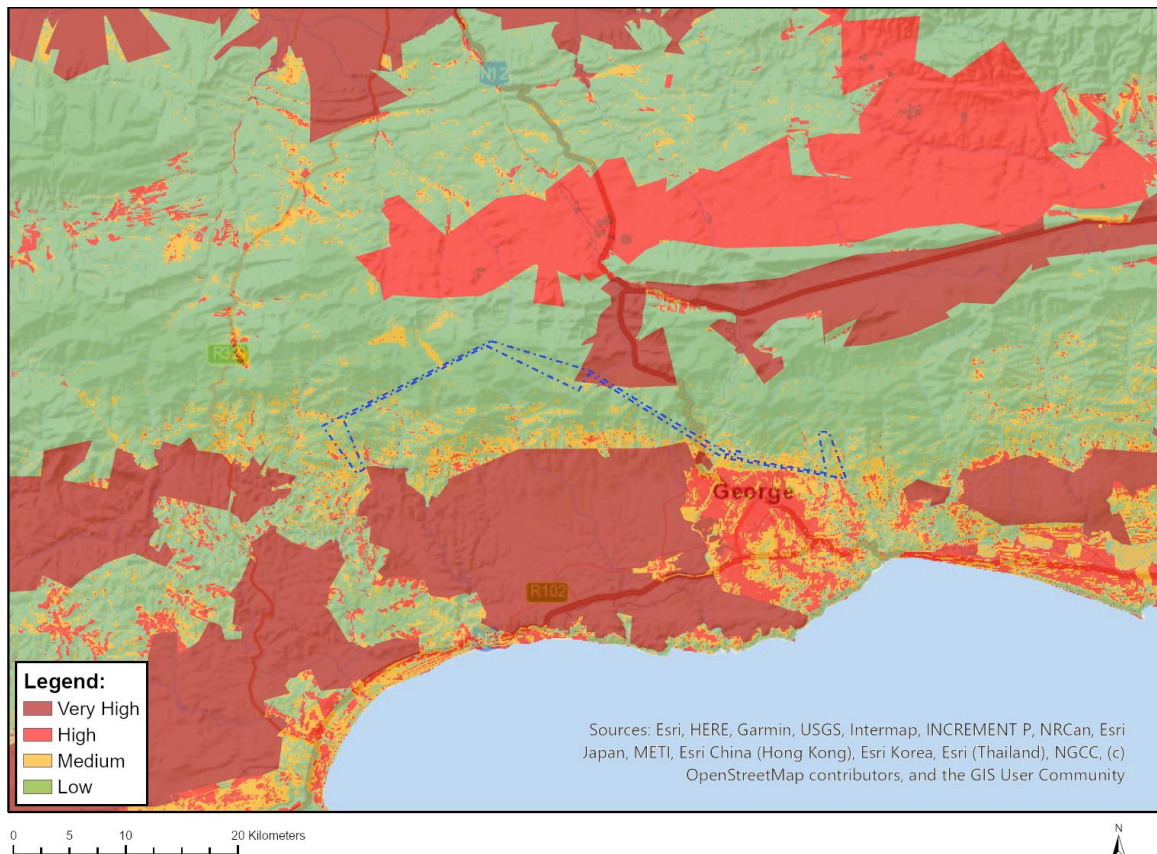 N12
George
R102
Legend:
Very High
High
Medium
Low
Sources: Esri, HERE, Garmin, USGS, Intermap, INCREMENT P, NRCan, Esri
Japan, METI, Esri China (Hong Kong), Esri Korea, Esri (Thailand), NGCC, (c)
OpenStreetMap contributors, and the GIS User Community
0 5 10 20 Kilometers
N